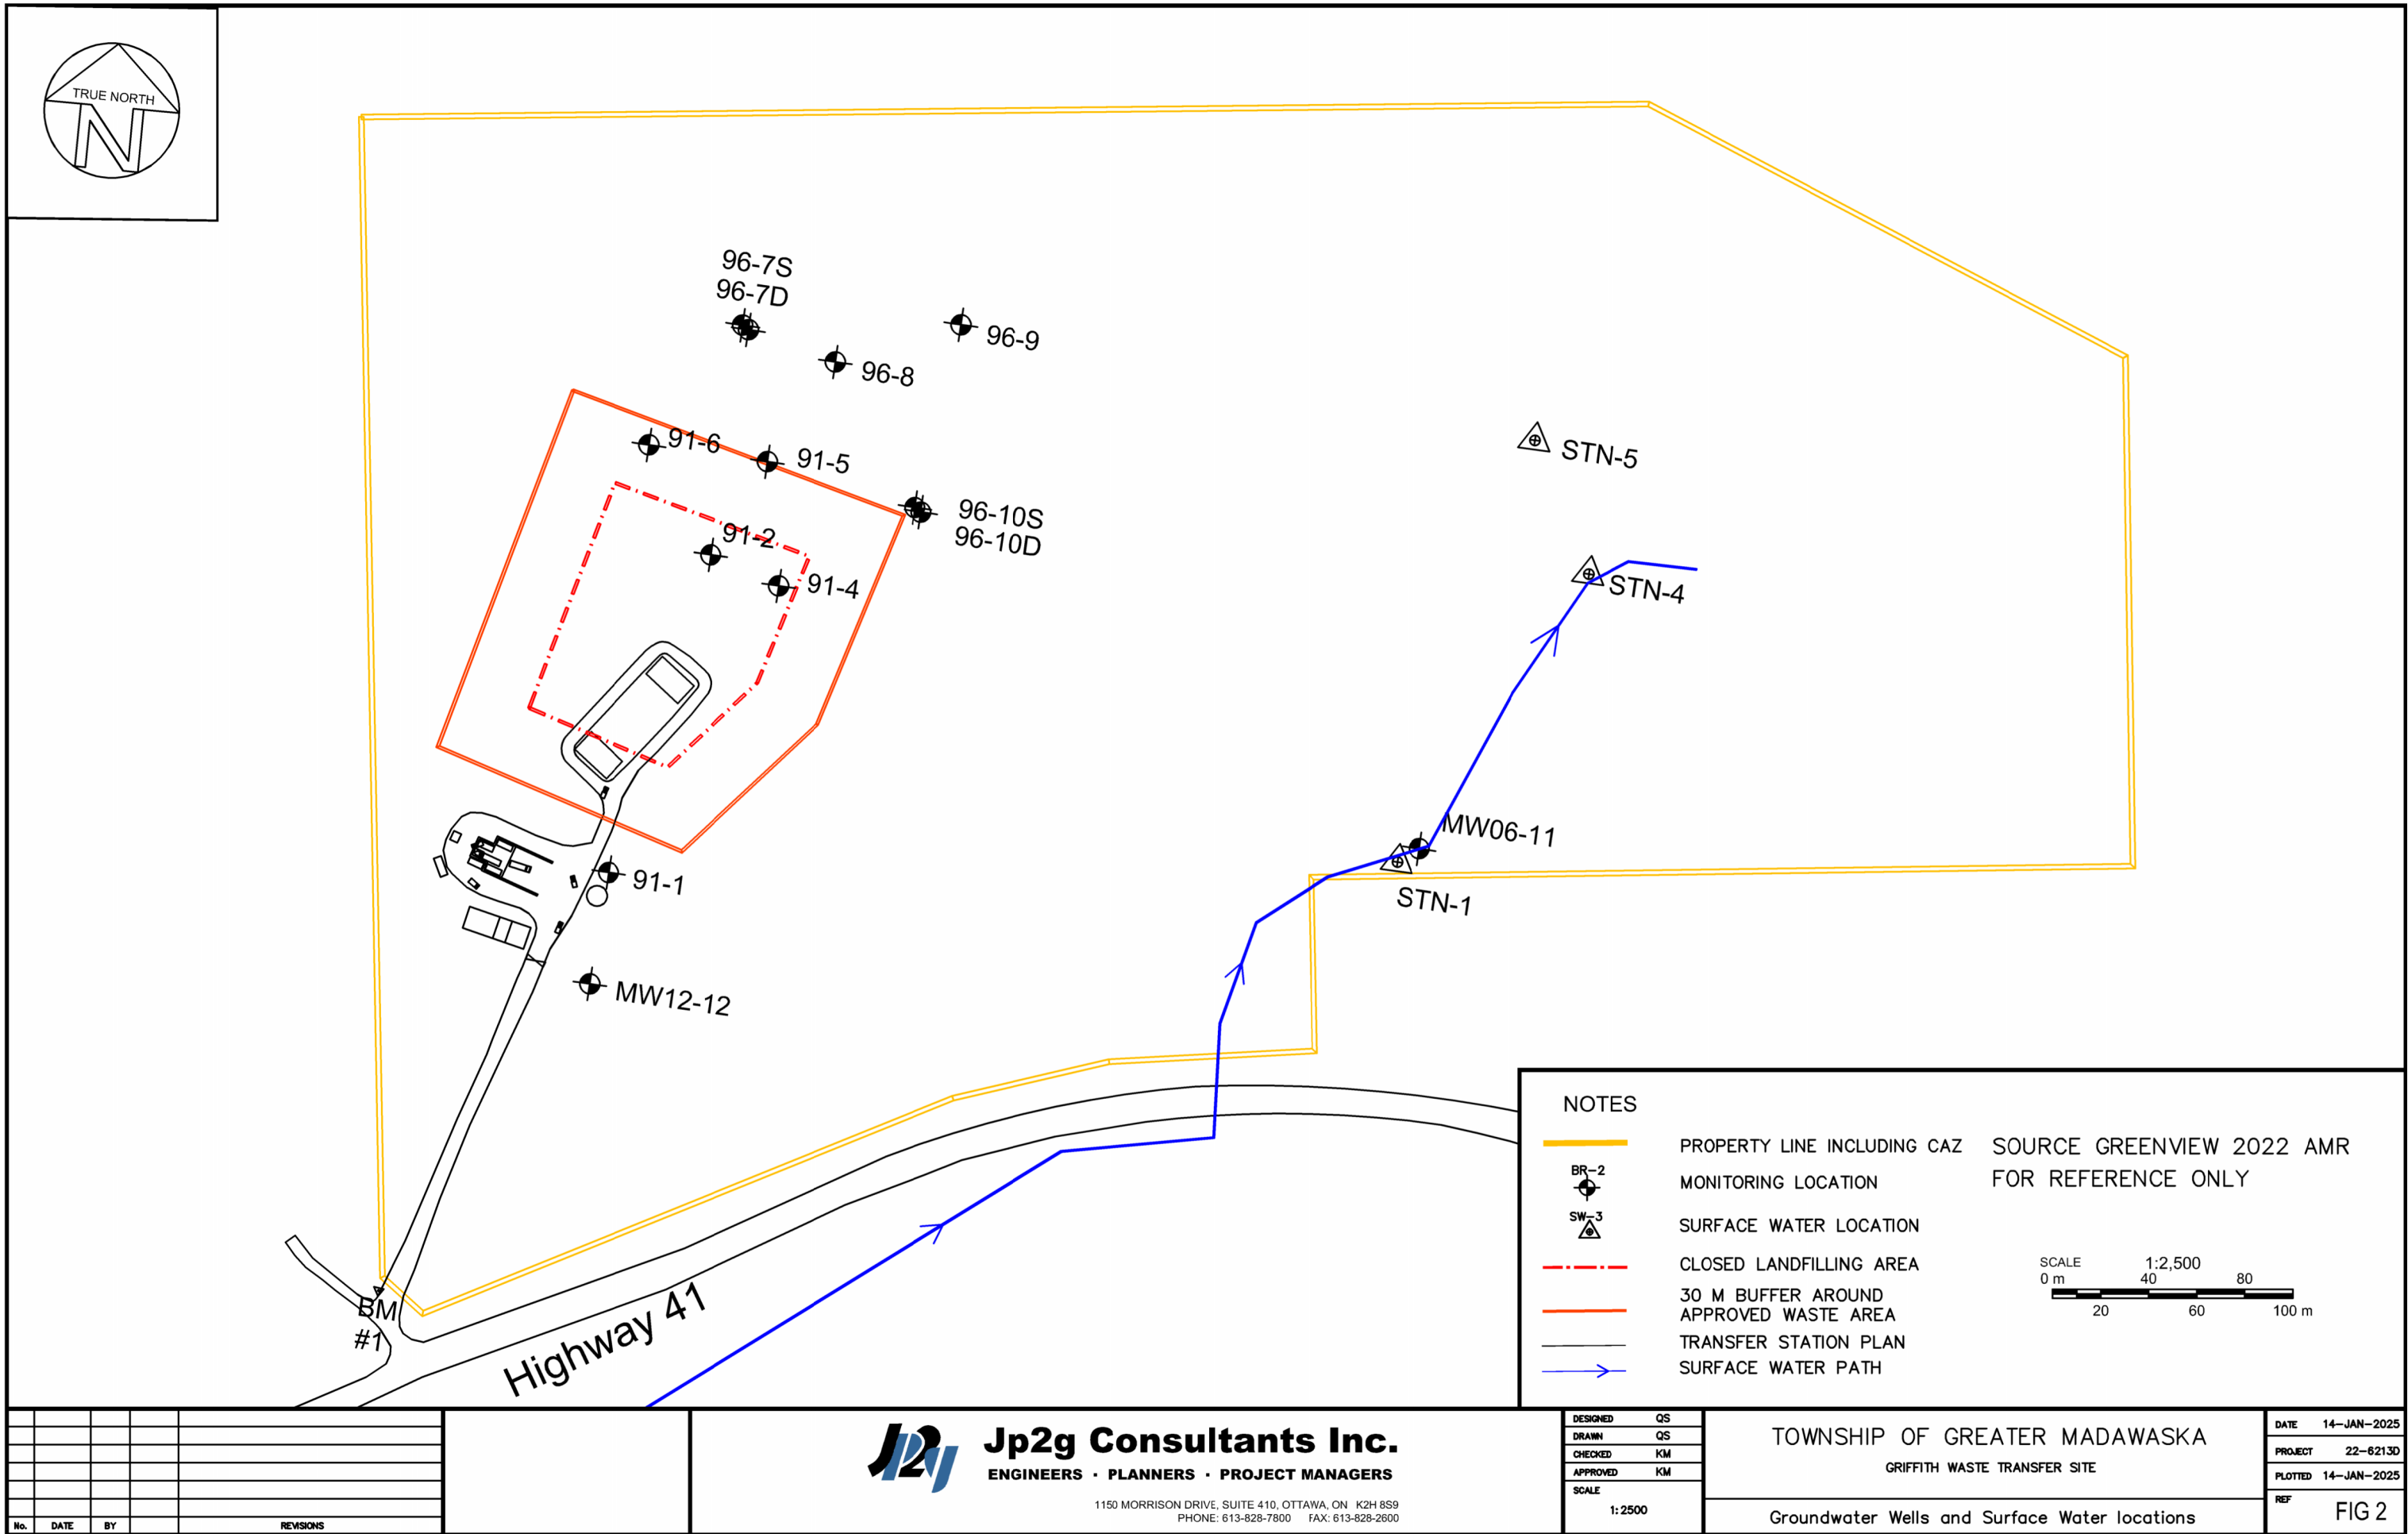 TRUE NORTH
N
96-7S
96-7D
96-9
96-8
91-6
91-5
96-10S
96-10D
91-2
91-4
STN-5
STN-4
MW06-11
STN-1
91-1
MW12-12
BM
#1
Highway 41
NOTES
PROPERTY LINE INCLUDING CAZ
SOURCE GREENVIEW 2022 AMR
FOR REFERENCE ONLY
BR-2
MONITORING LOCATION
SW-3
SURFACE WATER LOCATION
CLOSED LANDFILLING AREA
30 M BUFFER AROUND
APPROVED WASTE AREA
TRANSFER STATION PLAN
SURFACE WATER PATH
SCALE 1:2,500
0 m 40 80
20 60 100 m
No. DATE BY REVISIONS
Jp2g
Jp2g Consultants Inc.
ENGINEERS · PLANNERS · PROJECT MANAGERS
1150 MORRISON DRIVE, SUITE 410, OTTAWA, ON K2H 8S9
PHONE: 613-828-7800 FAX: 613-828-2600
DESIGNED QS
DRAWN QS
CHECKED KM
APPROVED KM
SCALE
1:2500
TOWNSHIP OF GREATER MADAWASKA
GRIFFITH WASTE TRANSFER SITE
Groundwater Wells and Surface Water locations
DATE 14-JAN-2025
PROJECT 22-6213D
PLOTTED 14-JAN-2025
REF
FIG 2